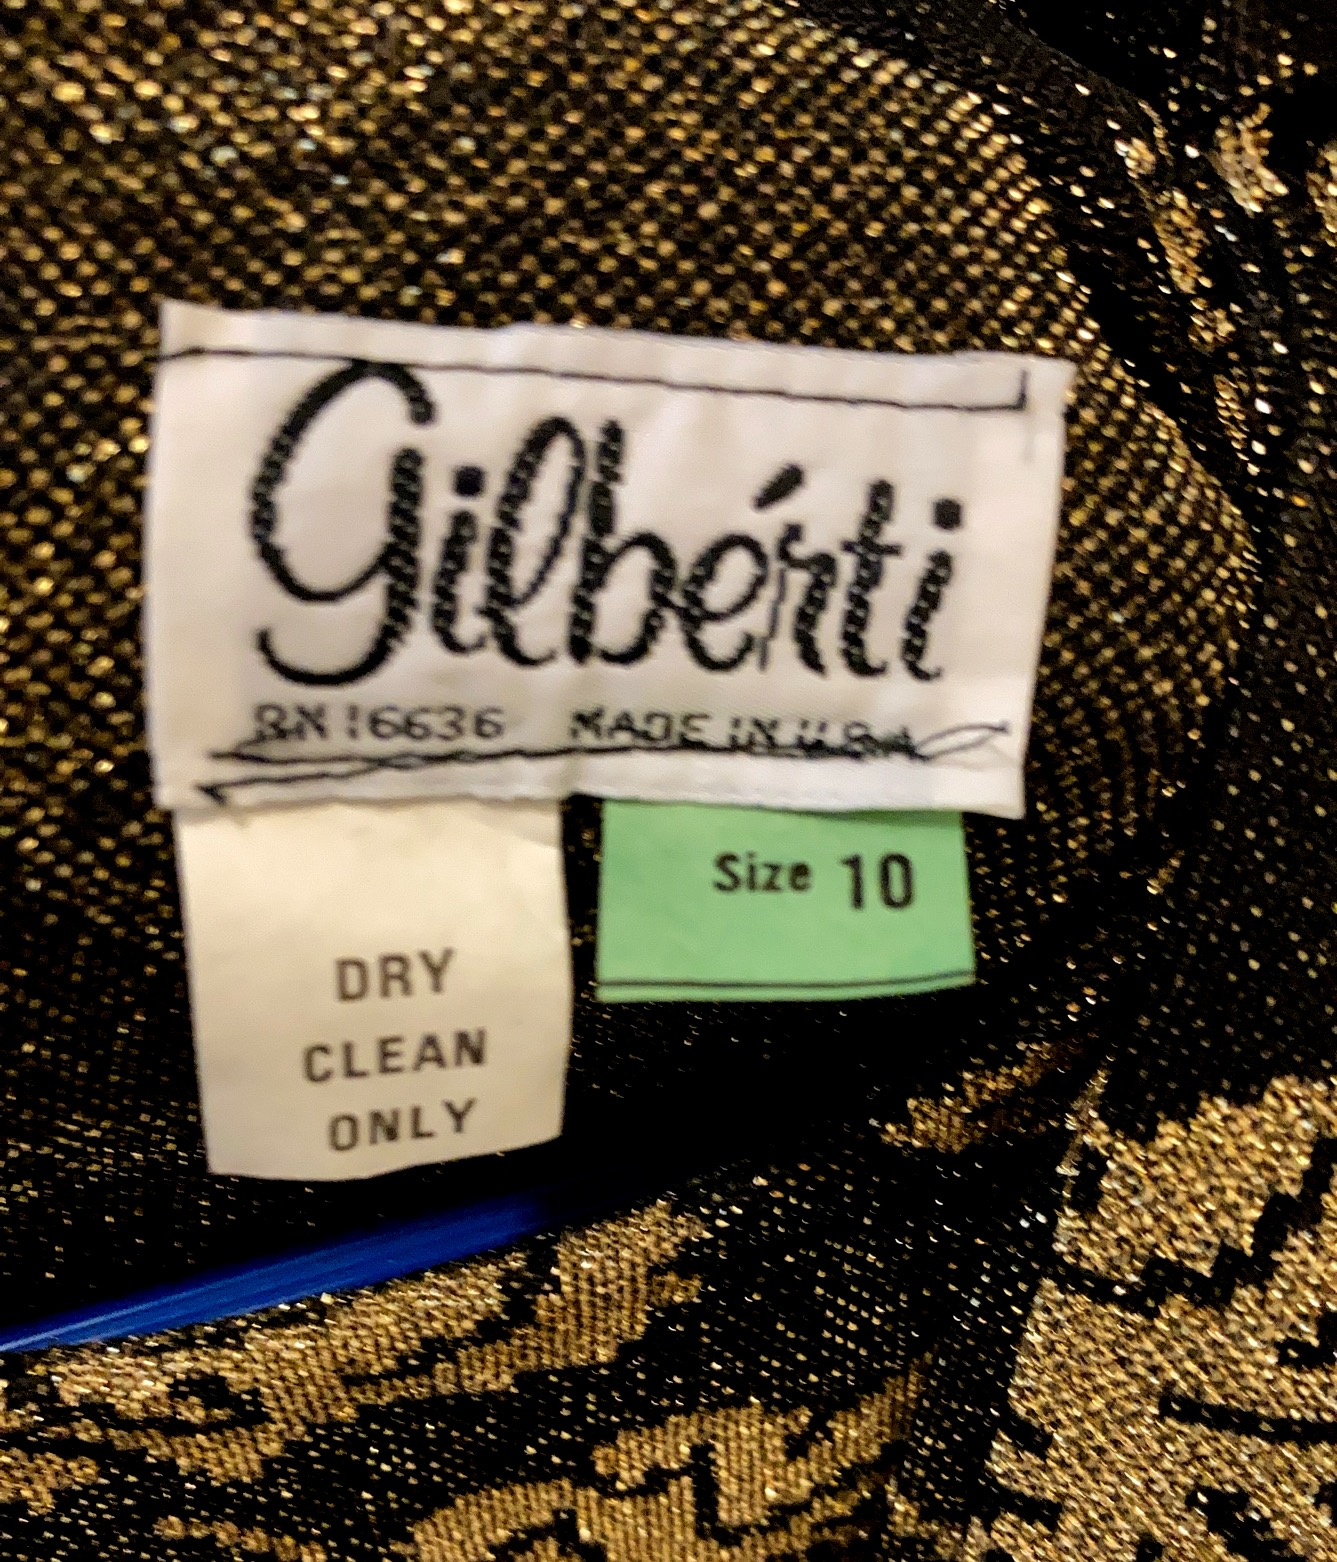 Gilbérti
RN 16636 MADE IN U.S.A.
Size 10
DRY
CLEAN
ONLY